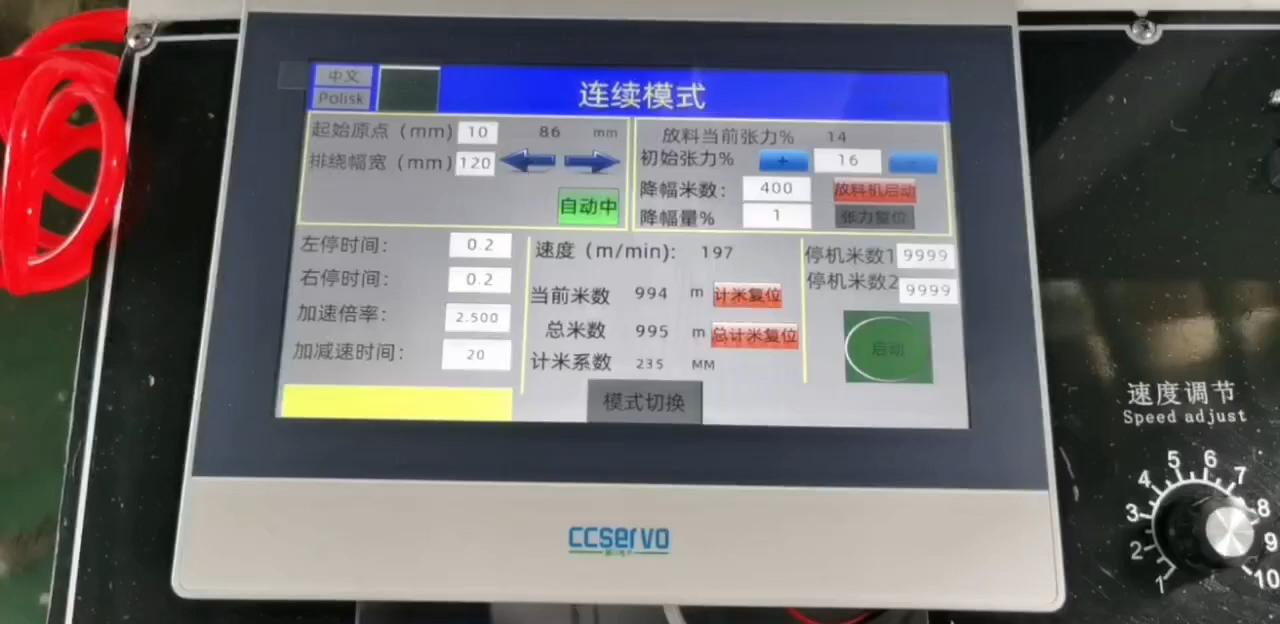 中文
Polisk
连续模式
起始原点（mm) 10 86 mm
排绕幅宽（mm) 120
自动中
放料当前张力% 14
初始张力% + 16 -
降幅米数: 400 放料机启动
降幅量% 1 张力复位
左停时间: 0.2
右停时间: 0.2
加速倍率: 2.500
加减速时间: 20
速度（m/min): 197
当前米数 994 m 计米复位
总米数 995 m 总计米复位
计米系数 235 MM
停机米数1 9999
停机米数2 9999
启动
模式切换
CCSERVO
速度调节
Speed adjust
1 2 3 4 5 6 7 8 9 10